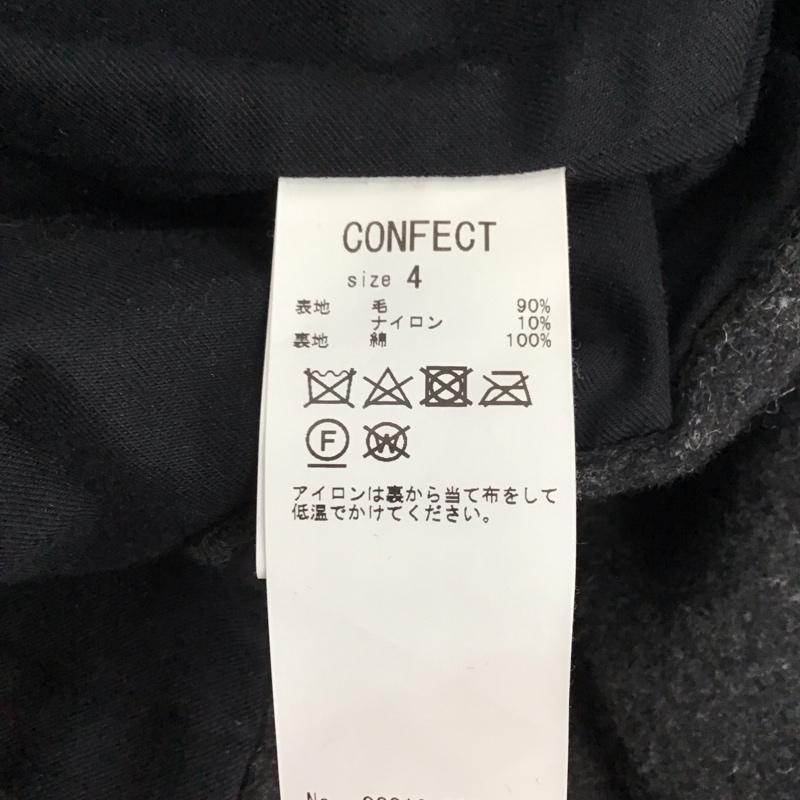 CONFECT
size 4
表地 毛 90%
ナイロン 10%
裏地 綿 100%
F W
アイロンは裏から当て布をして
低温でかけてください。
No.